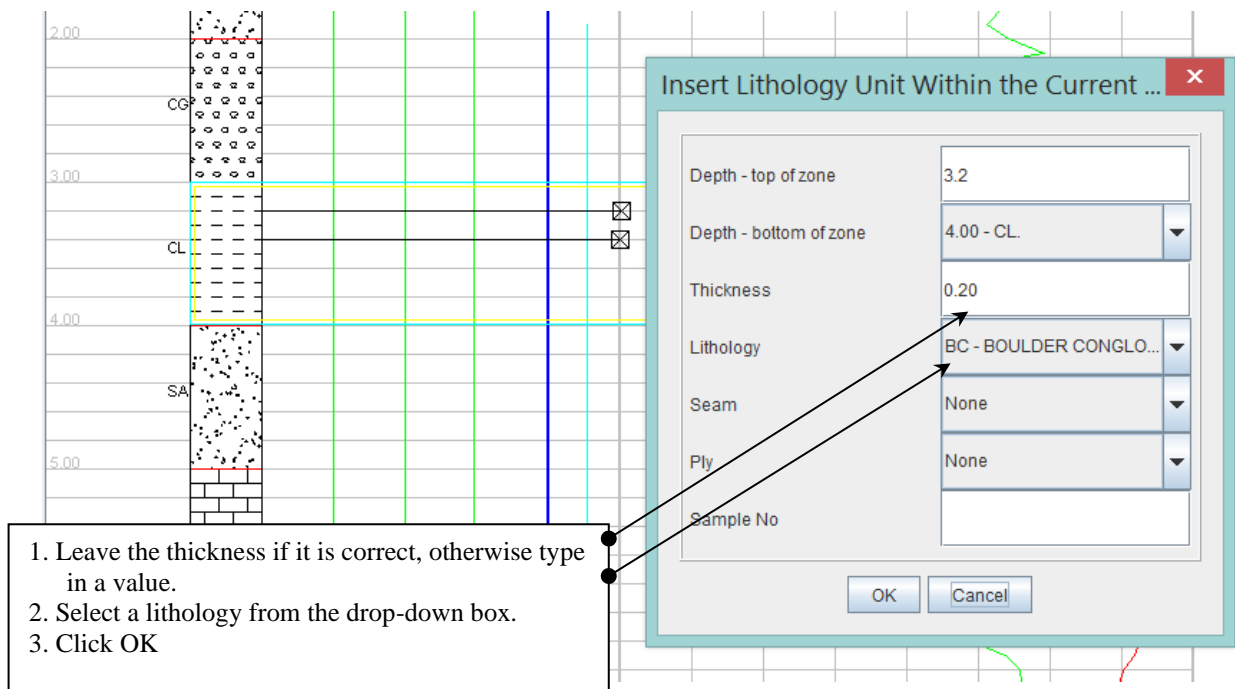 2.00
CG
3.00
CL
4.00
SA
5.00
Insert Lithology Unit Within the Current ...
Depth - top of zone 3.2
Depth - bottom of zone 4.00 - CL.
Thickness 0.20
Lithology BC - BOULDER CONGLO...
Seam None
Ply None
Sample No
OK Cancel
1. Leave the thickness if it is correct, otherwise type
in a value.
2. Select a lithology from the drop-down box.
3. Click OK